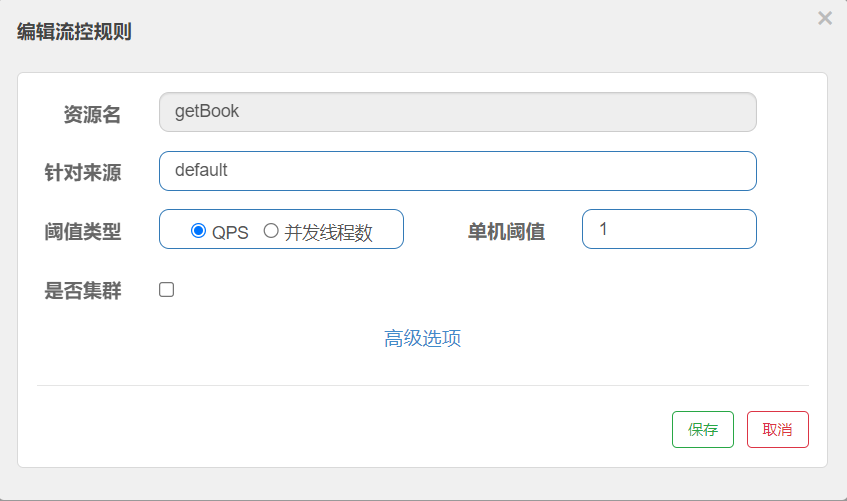 编辑流控规则 ×
资源名 getBook
针对来源 default
阈值类型 QPS 并发线程数 单机阈值 1
是否集群
高级选项
保存 取消